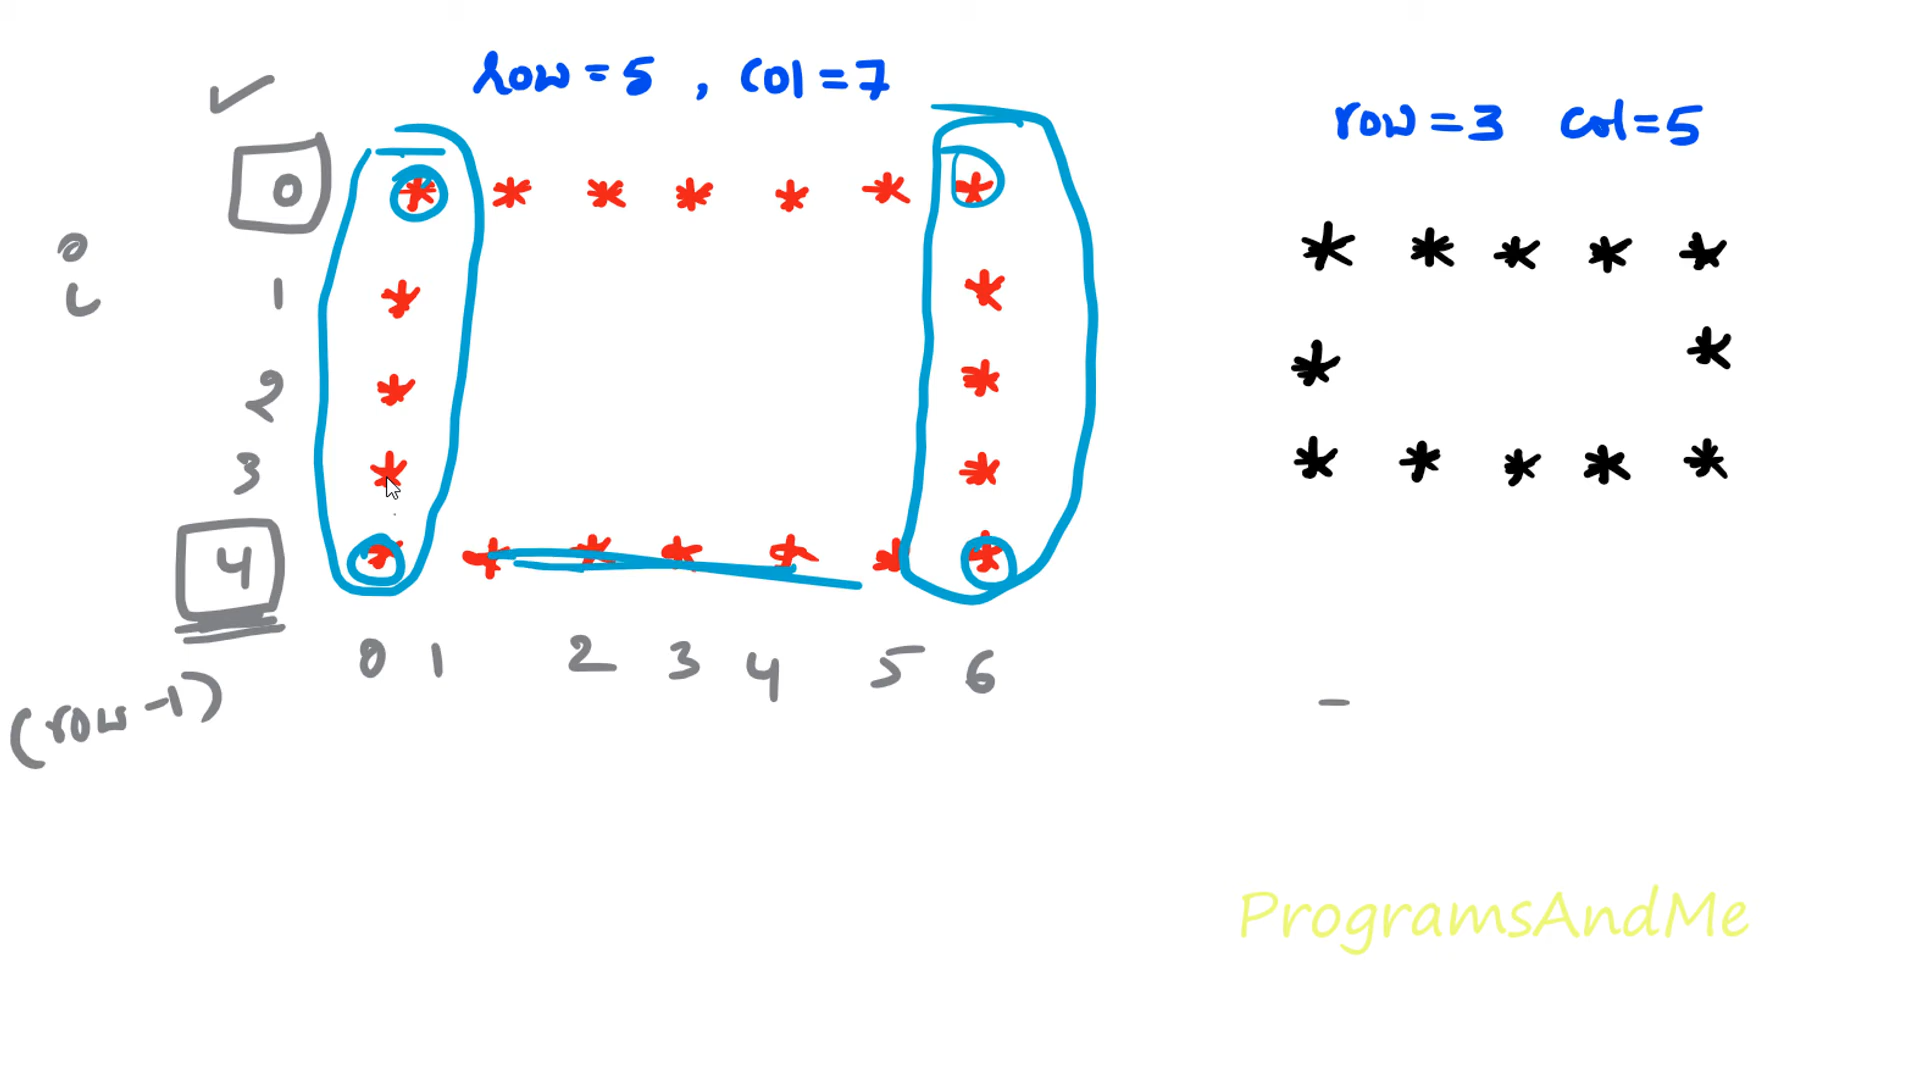 row=5 , col=7
row=3 col=5
0 * * * * * * *
1 * *
2 * *
3 * *
4 * * * * * * *
0 1 2 3 4 5 6
(row-1)
* * * * *
* *
* * * * *
-
ProgramsAndMe